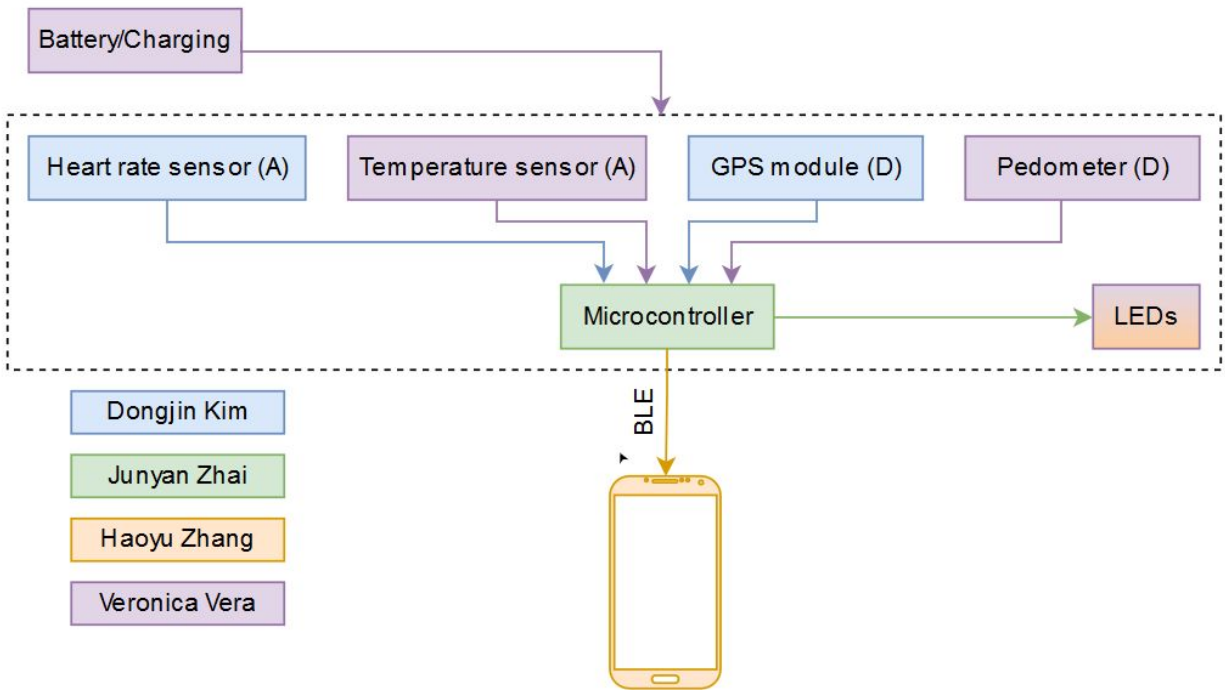 Battery/Charging
Heart rate sensor (A)
Temperature sensor (A)
GPS module (D)
Pedometer (D)
Microcontroller
LEDs
BLE
Dongjin Kim
Junyan Zhai
Haoyu Zhang
Veronica Vera